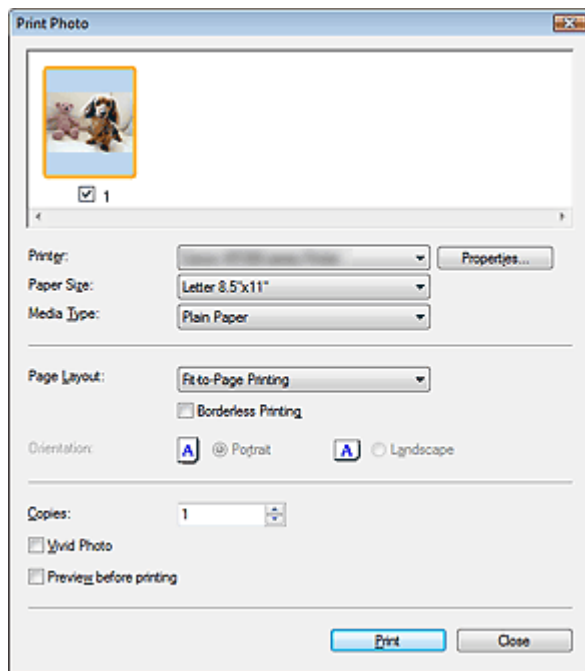 Print Photo
1
Printer: Properties...
Paper Size: Letter 8.5"x11"
Media Type: Plain Paper
Page Layout: Fit-to-Page Printing
Borderless Printing
Orientation: A Portrait A Landscape
Copies: 1
Vivid Photo
Preview before printing
Print Close